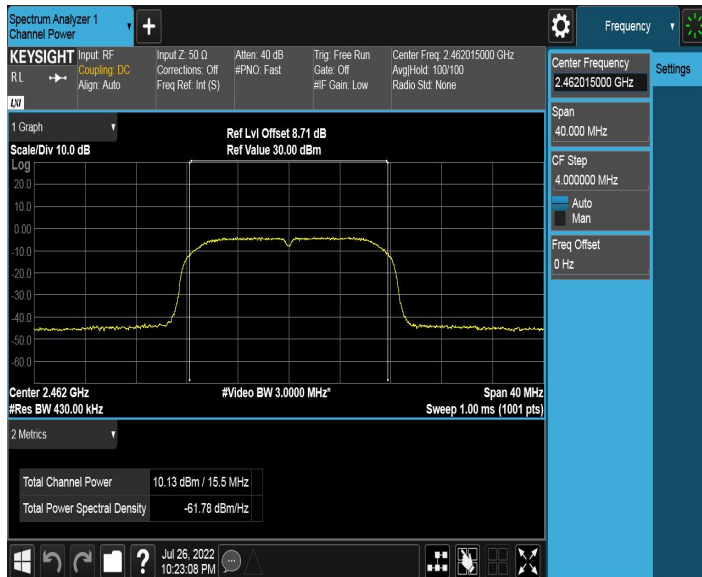 Spectrum Analyzer 1
Channel Power
+
Frequency
KEYSIGHT
Input: RF
Input Z: 50 Ω
Atten: 40 dB
Trig: Free Run
Center Freq: 2.462015000 GHz
R L
Coupling: DC
Corrections: Off
#PNO: Fast
Gate: Off
Avg|Hold: 100/100
Align: Auto
Freq Ref: Int (S)
#IF Gain: Low
Radio Std: None
LXI
Center Frequency
2.462015000 GHz
Settings
Span
40.000 MHz
CF Step
4.000000 MHz
Auto
Man
Freq Offset
0 Hz
1 Graph
Ref Lvl Offset 8.71 dB
Scale/Div 10.0 dB
Ref Value 30.00 dBm
Log
20.0
10.0
0.00
-10.0
-20.0
-30.0
-40.0
-50.0
-60.0
Center 2.462 GHz
#Video BW 3.0000 MHz*
Span 40 MHz
#Res BW 430.00 kHz
Sweep 1.00 ms (1001 pts)
2 Metrics
Total Channel Power
10.13 dBm / 15.5 MHz
Total Power Spectral Density
-61.78 dBm/Hz
?
Jul 26, 2022
10:23:08 PM